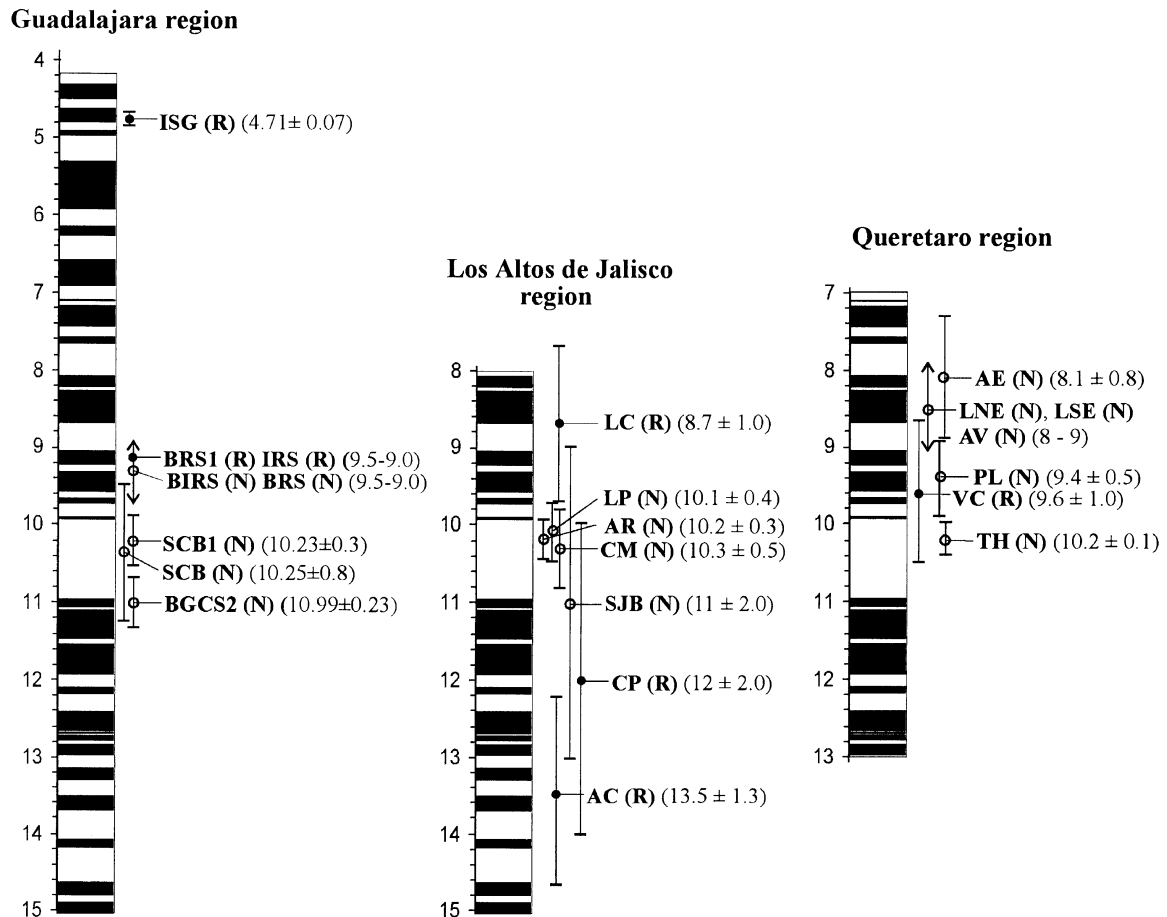 Guadalajara region
4
5
6
7
8
9
10
11
12
13
14
15
ISG (R) (4.71± 0.07)
BRS1 (R) IRS (R) (9.5-9.0)
BIRS (N) BRS (N) (9.5-9.0)
SCB1 (N) (10.23±0.3)
SCB (N) (10.25±0.8)
BGCS2 (N) (10.99±0.23)
Los Altos de Jalisco
region
8
9
10
11
12
13
14
15
LC (R) (8.7 ± 1.0)
LP (N) (10.1 ± 0.4)
AR (N) (10.2 ± 0.3)
CM (N) (10.3 ± 0.5)
SJB (N) (11 ± 2.0)
CP (R) (12 ± 2.0)
AC (R) (13.5 ± 1.3)
Queretaro region
7
8
9
10
11
12
13
AE (N) (8.1 ± 0.8)
LNE (N), LSE (N)
AV (N) (8 - 9)
PL (N) (9.4 ± 0.5)
VC (R) (9.6 ± 1.0)
TH (N) (10.2 ± 0.1)